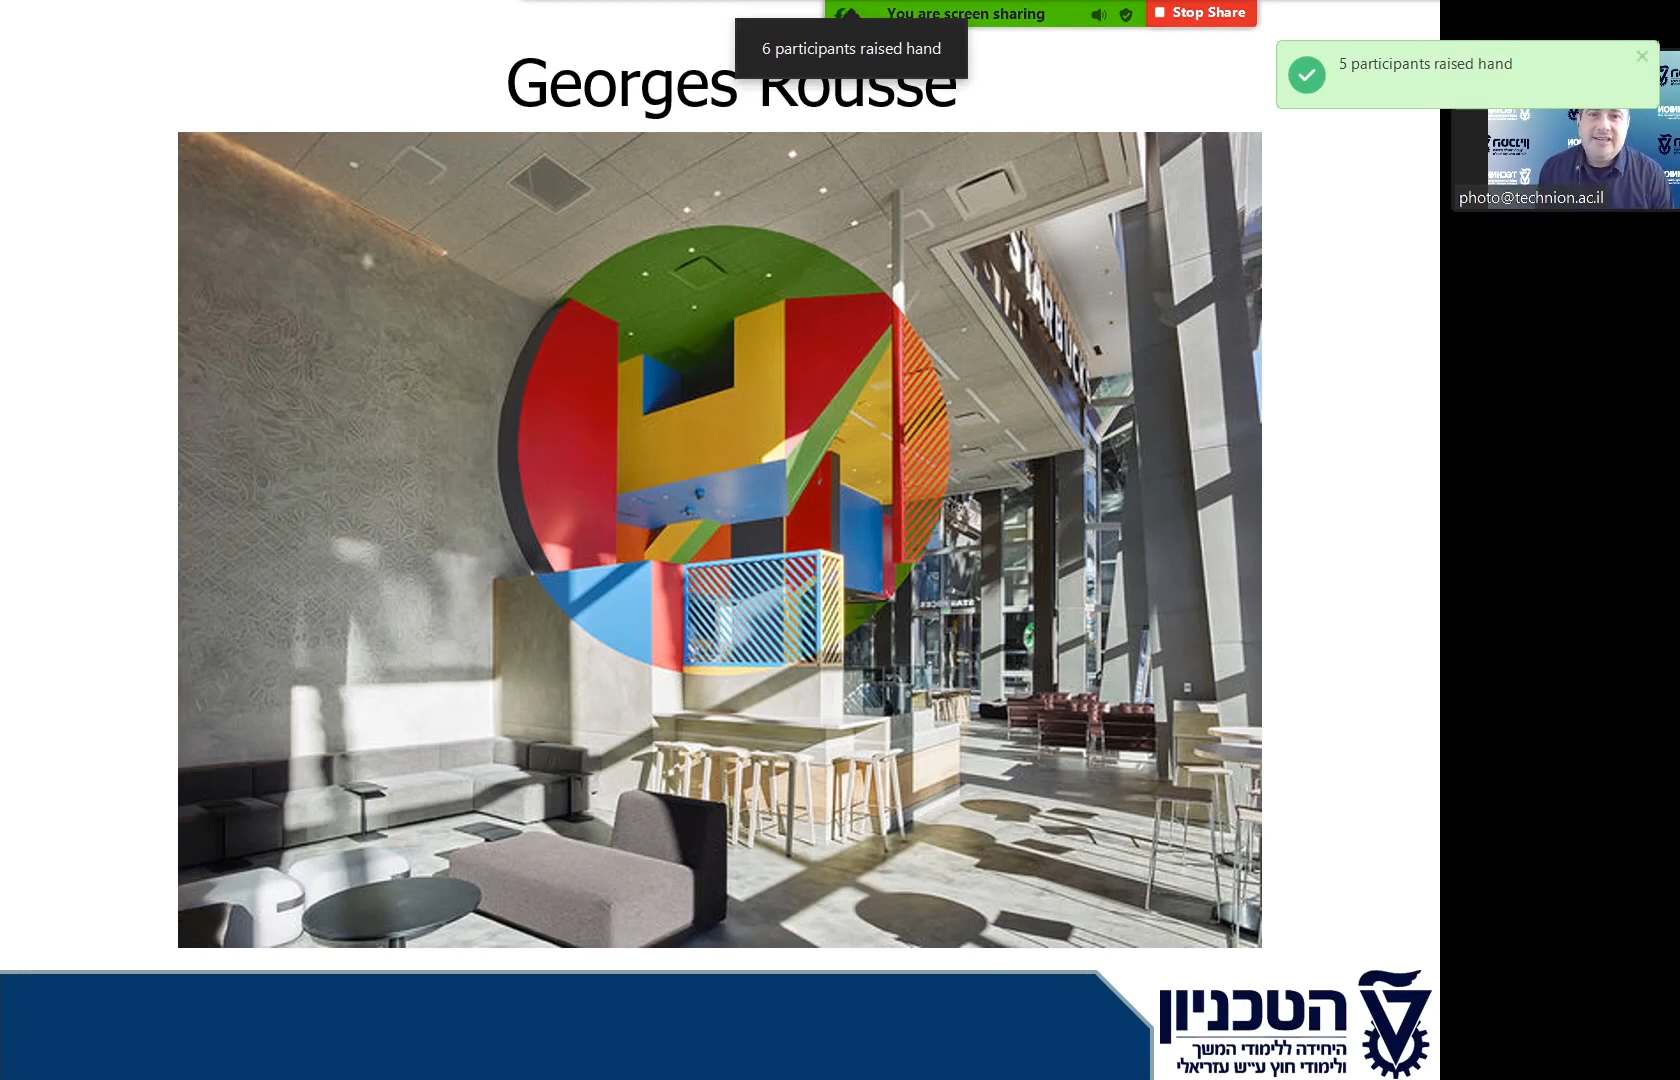 You are screen sharing
Stop Share
6 participants raised hand
5 participants raised hand
Georges Rousse
photo@technion.ac.il
STARBUCKS
הטכניון
היחידה ללימודי המשך
ולימודי חוץ ע״ש עזריאלי